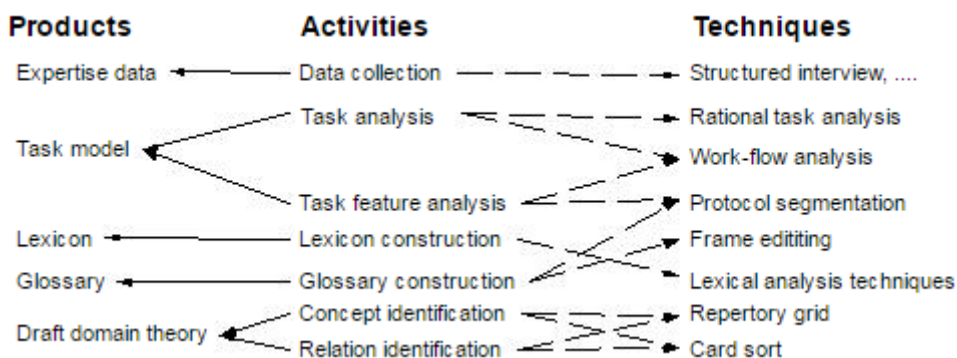 Products Activities Techniques
Expertise data Data collection Structured interview, ....
Task analysis Rational task analysis
Task model Work-flow analysis
Task feature analysis Protocol segmentation
Lexicon Lexicon construction Frame edititing
Glossary Glossary construction Lexical analysis techniques
Concept identification Repertory grid
Draft domain theory
Relation identification Card sort